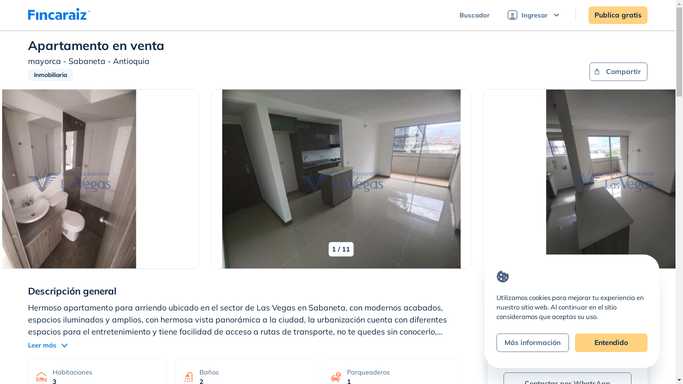 Fincaraiz
Buscador
Ingresar
Publica gratis
Apartamento en venta
mayorca - Sabaneta - Antioquia
Inmobiliaria
Compartir
Las Vegas
Las Vegas
Las Vegas
1 / 11
Descripción general
Hermoso apartamento para arriendo ubicado en el sector de Las Vegas en Sabaneta, con modernos acabados,
espacios iluminados y amplios, con hermosa vista panorámica a la ciudad, la urbanización cuenta con diferentes
espacios para el entretenimiento y tiene facilidad de acceso a rutas de transporte, no te quedes sin conocerlo,...
Leer más
Habitaciones
3
Baños
2
Parqueaderos
1
Utilizamos cookies para mejorar tu experiencia en
nuestro sitio web. Al continuar en el sitio
consideramos que aceptas su uso.
Más información
Entendido
Contactar por WhatsApp